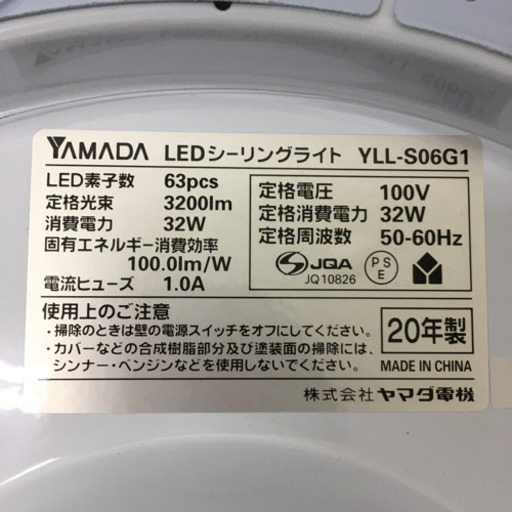 YAMADA LEDシーリングライト YLL-S06G1
LED素子数 63pcs
定格光束 3200lm
消費電力 32W
固有エネルギー消費効率
100.0lm/W
電流ヒューズ 1.0A
定格電圧 100V
定格消費電力 32W
定格周波数 50-60Hz
JQA
JQ10826
PS
E
使用上のご注意
・掃除のときは壁の電源スイッチをオフにしてください。
・カバーなどの合成樹脂部分及び塗装面の掃除には、
シンナー・ベンジンなどを使用しないでください。
20年製
MADE IN CHINA
株式会社 ヤマダ電機